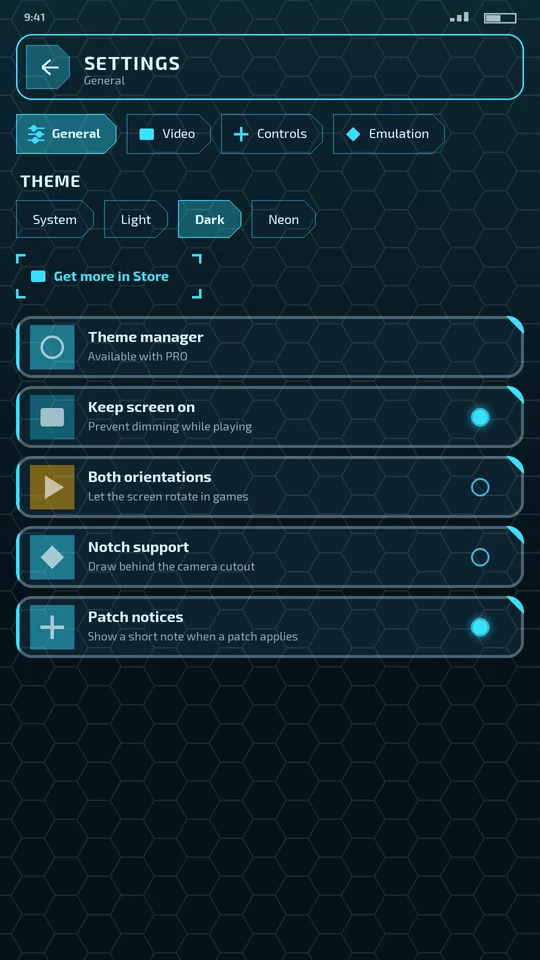 9:41
SETTINGS
General
General
Video
Controls
Emulation
THEME
System
Light
Dark
Neon
Get more in Store
Theme manager
Available with PRO
Keep screen on
Prevent dimming while playing
Both orientations
Let the screen rotate in games
Notch support
Draw behind the camera cutout
Patch notices
Show a short note when a patch applies